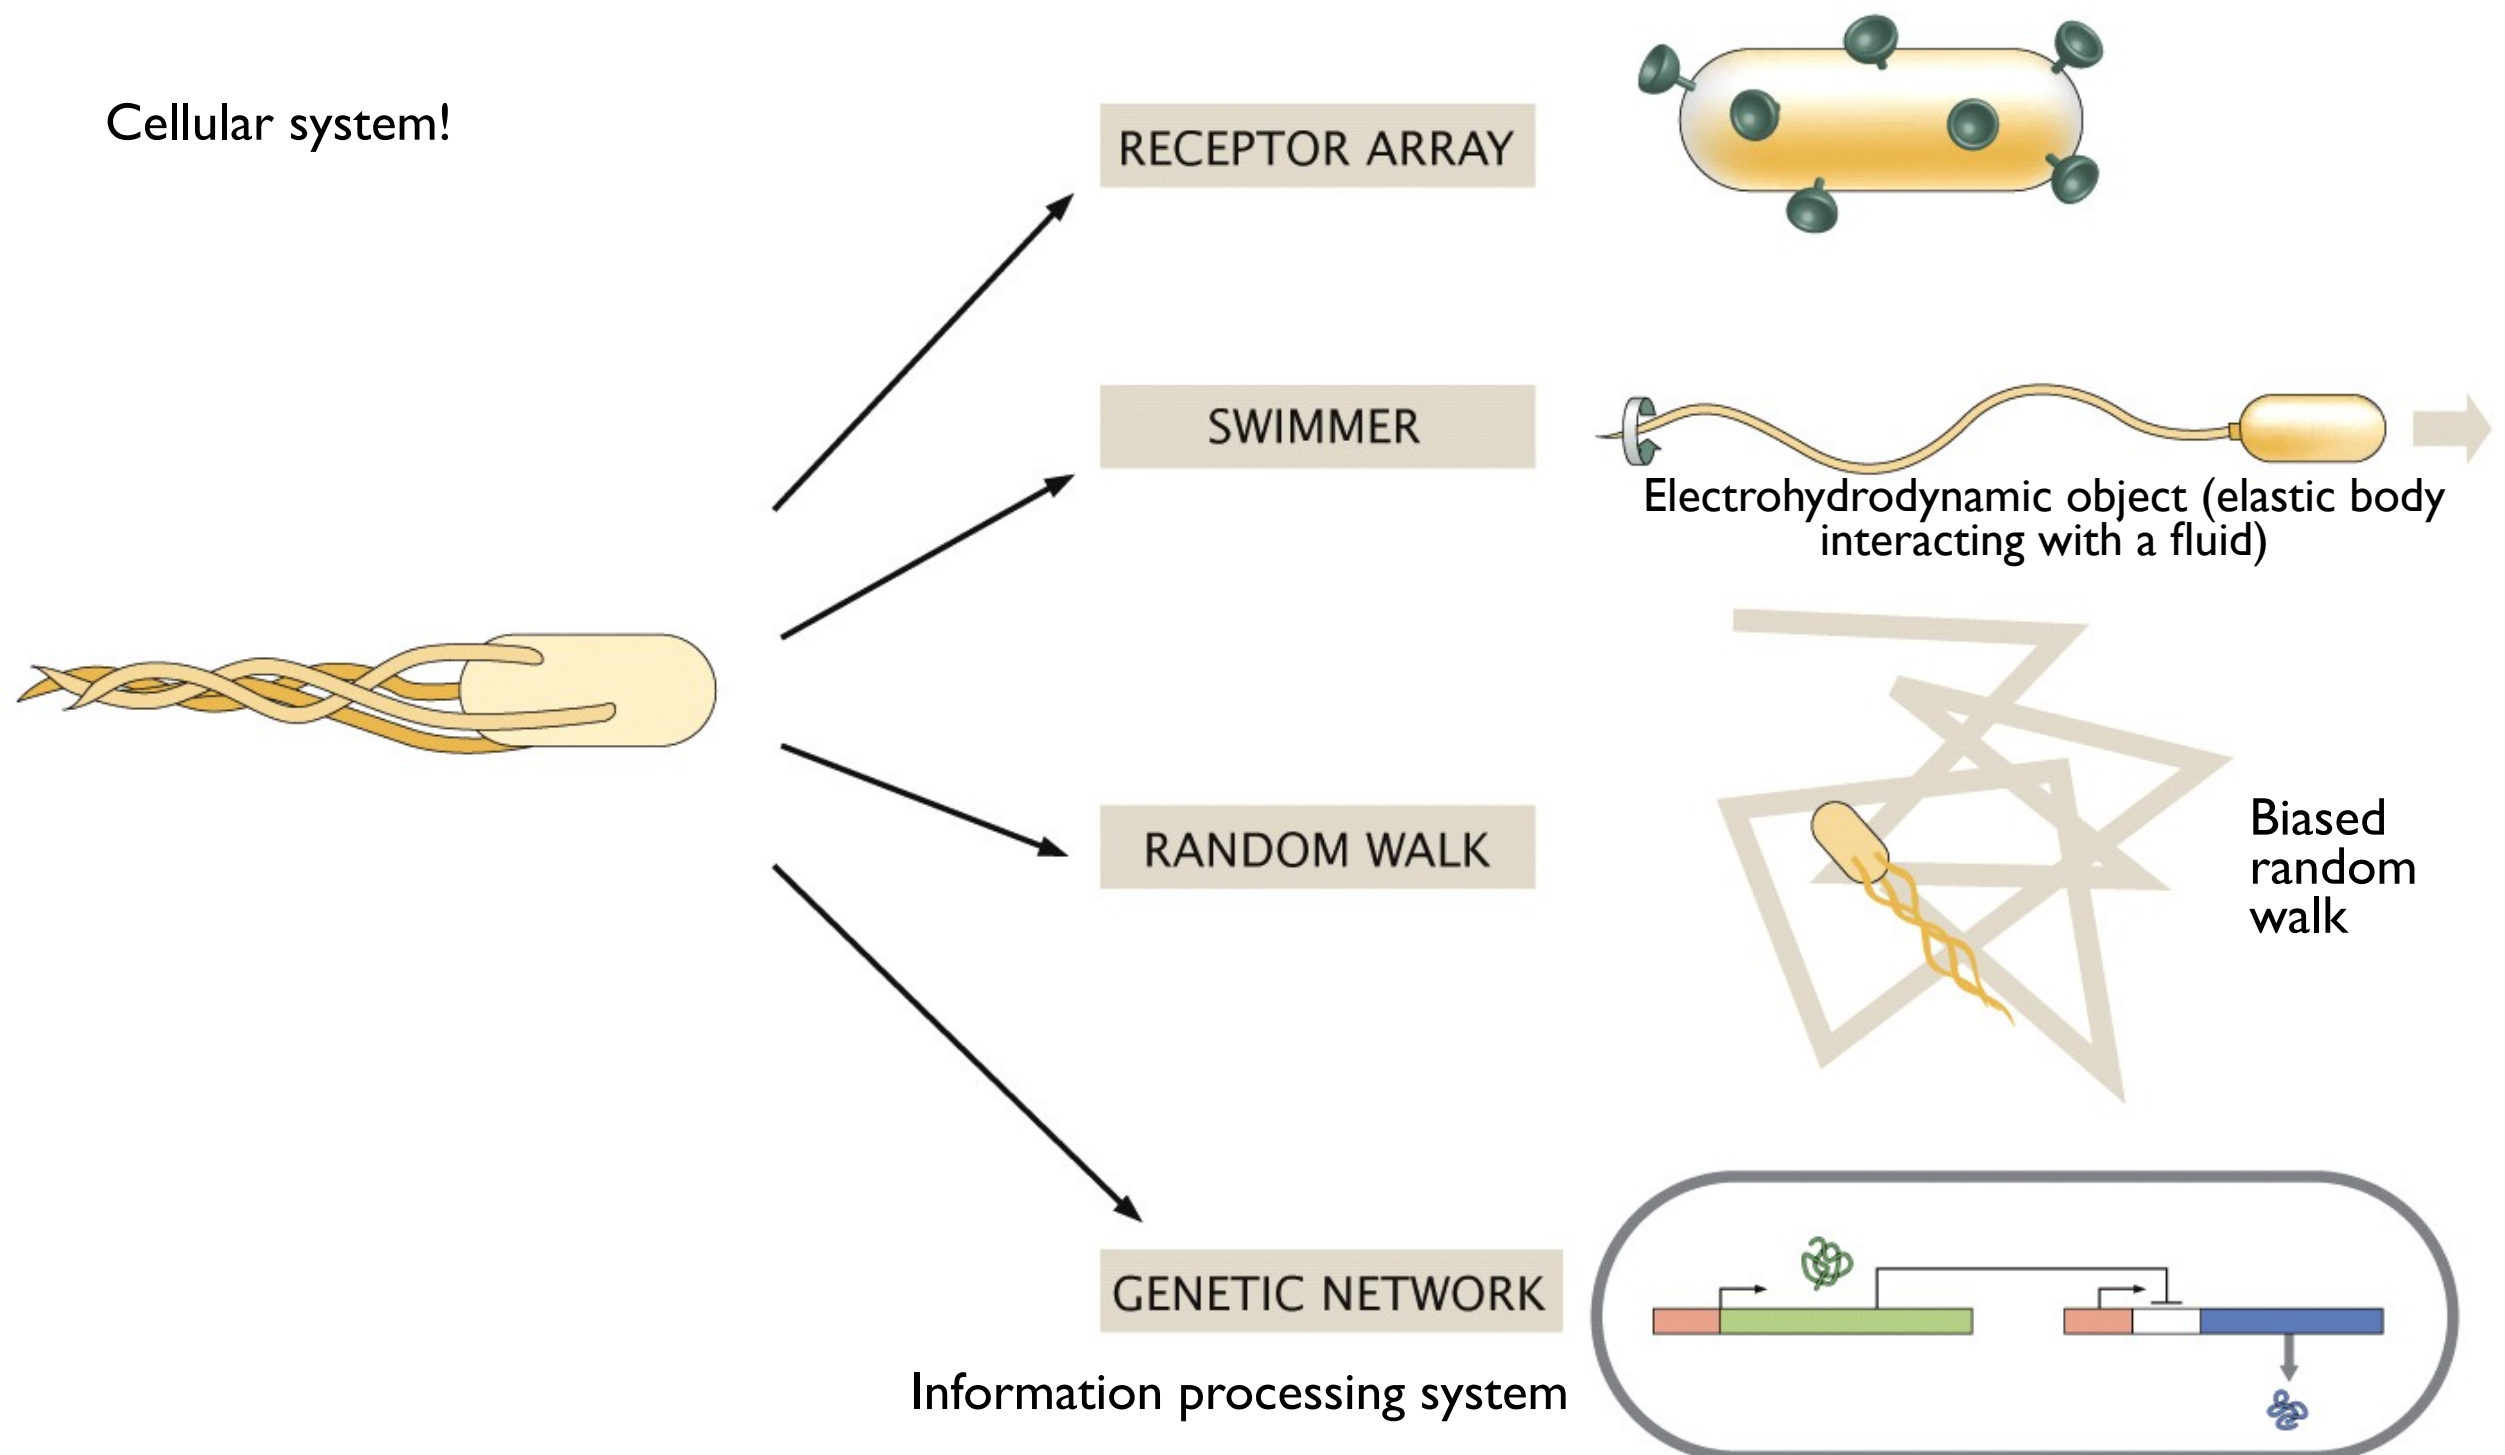 Cellular system!
RECEPTOR ARRAY
SWIMMER
Electrohydrodynamic object (elastic body
interacting with a fluid)
RANDOM WALK
Biased
random
walk
GENETIC NETWORK
Information processing system